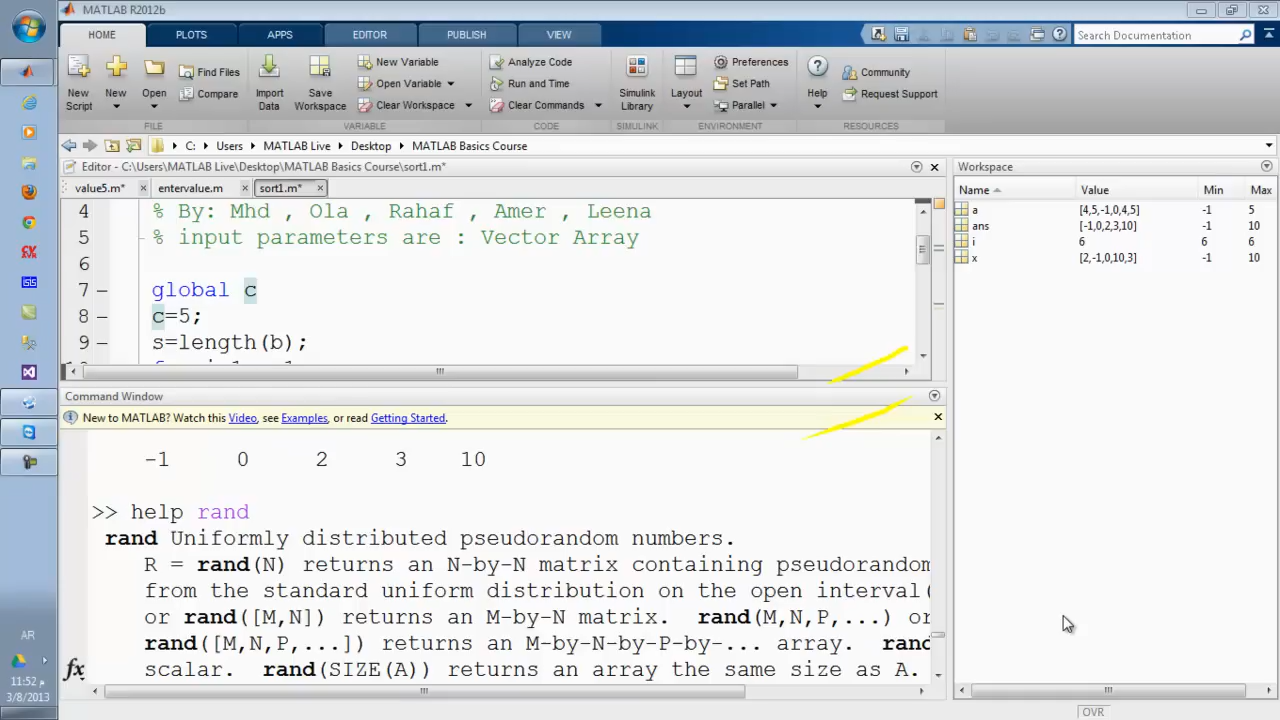 MATLAB R2012b
HOME PLOTS APPS EDITOR PUBLISH VIEW Search Documentation
New Script New Open Find Files Compare Import Data Save Workspace New Variable Open Variable Clear Workspace Analyze Code Run and Time Clear Commands Simulink Library Layout Preferences Set Path Parallel Help Community Request Support
FILE VARIABLE CODE SIMULINK ENVIRONMENT RESOURCES
C: Users MATLAB Live Desktop MATLAB Basics Course
Editor - C:\Users\MATLAB Live\Desktop\MATLAB Basics Course\sort1.m*
value5.m* entervalue.m sort1.m*
4 % By: Mhd , Ola , Rahaf , Amer , Leena
5 % input parameters are : Vector Array
6
7 – global c
8 – c=5;
9 – s=length(b);
Command Window
New to MATLAB? Watch this Video, see Examples, or read Getting Started.
-1 0 2 3 10
>> help rand
rand Uniformly distributed pseudorandom numbers.
R = rand(N) returns an N-by-N matrix containing pseudorandom
from the standard uniform distribution on the open interval(
or rand([M,N]) returns an M-by-N matrix. rand(M,N,P,...) or
rand([M,N,P,...]) returns an M-by-N-by-P-by-... array. rand
scalar. rand(SIZE(A)) returns an array the same size as A.
fx
Workspace
Name Value Min Max
a [4,5,-1,0,4,5] -1 5
ans [-1,0,2,3,10] -1 10
i 6 6 6
x [2,-1,0,10,3] -1 10
OVR
AR
11:52 م
3/8/2013